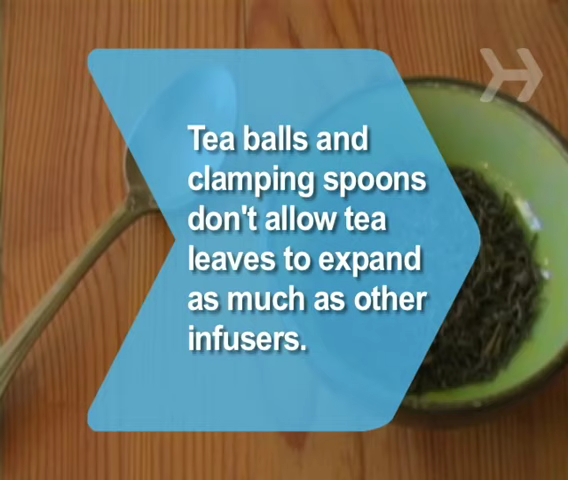 Tea balls and
clamping spoons
don't allow tea
leaves to expand
as much as other
infusers.